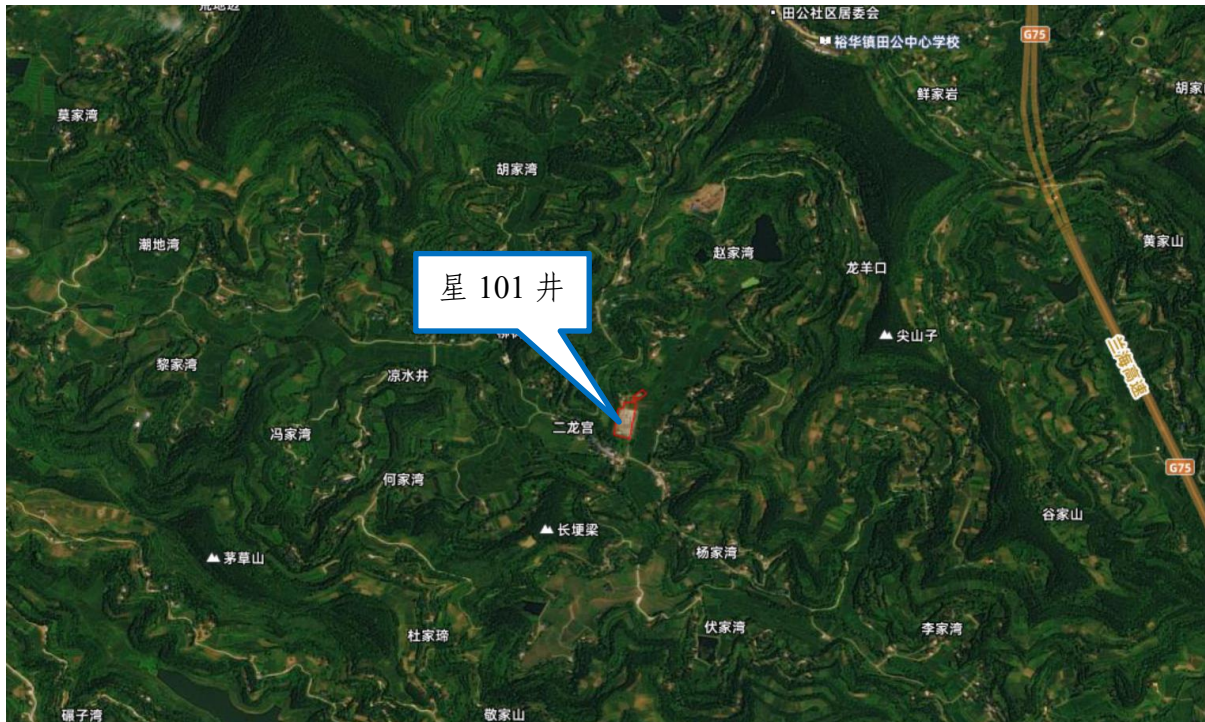 田公社区居委会
裕华镇田公中心学校
G75
鲜家岩
莫家湾
胡家湾
潮地湾
赵家湾
黄家山
龙羊口
星 101 井
尖山子
兰海高速
黎家湾
凉水井
二龙宫
冯家湾
何家湾
G75
谷家山
长埂梁
茅草山
杨家湾
杜家埝
伏家湾
李家湾
碾子湾
敬家山